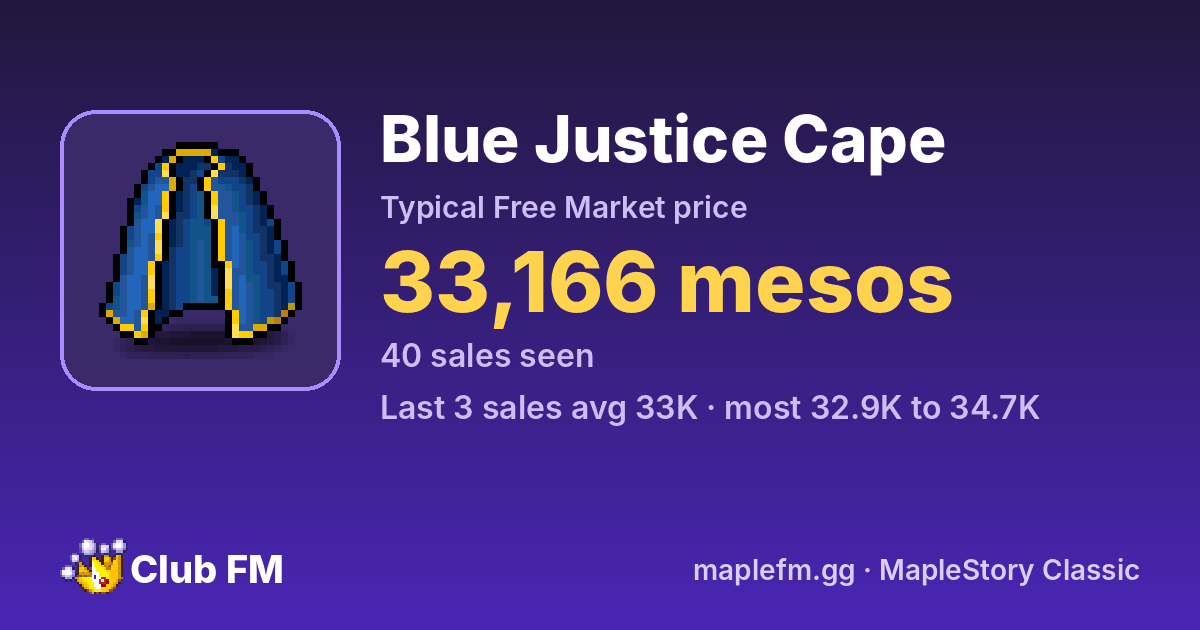 Blue Justice Cape
Typical Free Market price
33,166 mesos
40 sales seen
Last 3 sales avg 33K · most 32.9K to 34.7K
Club FM
maplefm.gg · MapleStory Classic